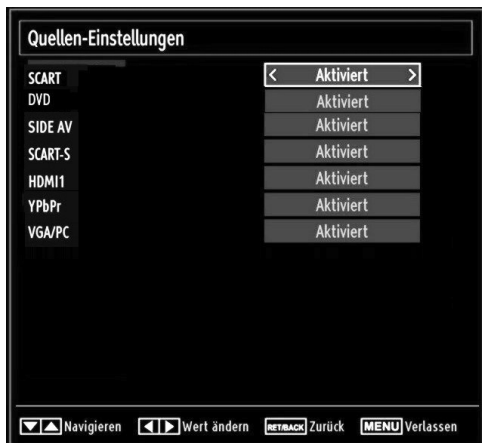 Quellen-Einstellungen
SCART < Aktiviert >
DVD Aktiviert
SIDE AV Aktiviert
SCART-S Aktiviert
HDMI1 Aktiviert
YPbPr Aktiviert
VGA/PC Aktiviert
Navigieren Wert ändern RET/BACK Zurück MENU Verlassen